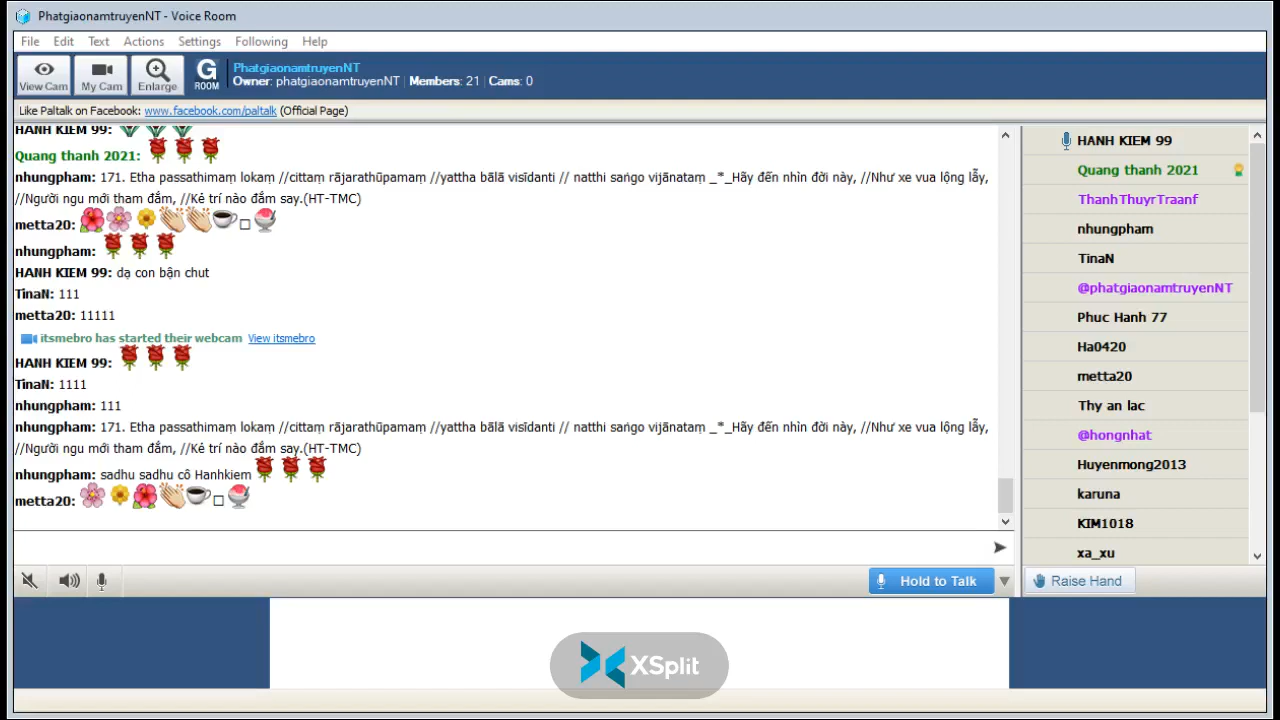 PhatgiaonamtruyenNT - Voice Room
File Edit Text Actions Settings Following Help
View Cam My Cam Enlarge G ROOM
PhatgiaonamtruyenNT
Owner: phatgiaonamtruyenNT | Members: 21 | Cams: 0
Like Paltalk on Facebook: www.facebook.com/paltalk (Official Page)
HANH KIEM 99:
Quang thanh 2021:
nhungpham: 171. Etha passathimaṃ lokaṃ //cittaṃ rājarathūpamaṃ //yattha bālā visīdanti // natthi saṅgo vijānataṃ _*_Hãy đến nhìn đời này, //Như xe vua lộng lẫy,
//Người ngu mới tham đắm, //Kẻ trí nào đắm say.(HT-TMC)
metta20:
nhungpham:
HANH KIEM 99: dạ con bận chut
TinaN: 111
metta20: 11111
itsmebro has started their webcam View itsmebro
HANH KIEM 99:
TinaN: 1111
nhungpham: 111
nhungpham: 171. Etha passathimaṃ lokaṃ //cittaṃ rājarathūpamaṃ //yattha bālā visīdanti // natthi saṅgo vijānataṃ _*_Hãy đến nhìn đời này, //Như xe vua lộng lẫy,
//Người ngu mới tham đắm, //Kẻ trí nào đắm say.(HT-TMC)
nhungpham: sadhu sadhu cô Hanhkiem
metta20:
HANH KIEM 99
Quang thanh 2021
ThanhThuyrTraanf
nhungpham
TinaN
@phatgiaonamtruyenNT
Phuc Hanh 77
Ha0420
metta20
Thy an lac
@hongnhat
Huyenmong2013
karuna
KIM1018
xa_xu
Hold to Talk
Raise Hand
XSplit